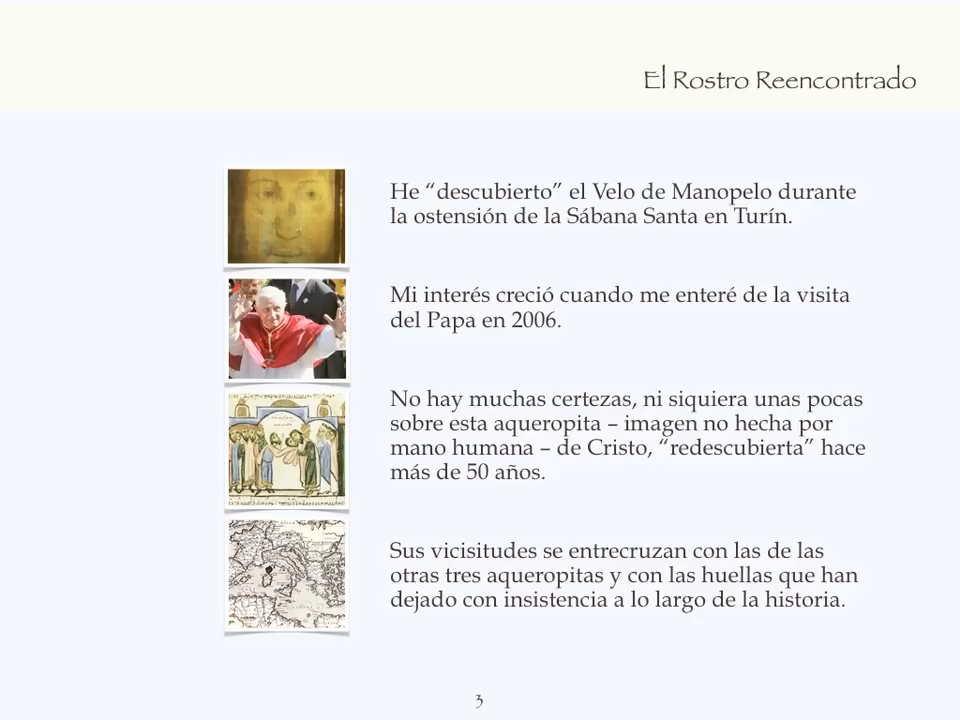 El Rostro Reencontrado
He “descubierto” el Velo de Manopelo durante
la ostensión de la Sábana Santa en Turín.
Mi interés creció cuando me enteré de la visita
del Papa en 2006.
No hay muchas certezas, ni siquiera unas pocas
sobre esta aqueropita – imagen no hecha por
mano humana – de Cristo, “redescubierta” hace
más de 50 años.
Sus vicisitudes se entrecruzan con las de las
otras tres aqueropitas y con las huellas que han
dejado con insistencia a lo largo de la historia.
3